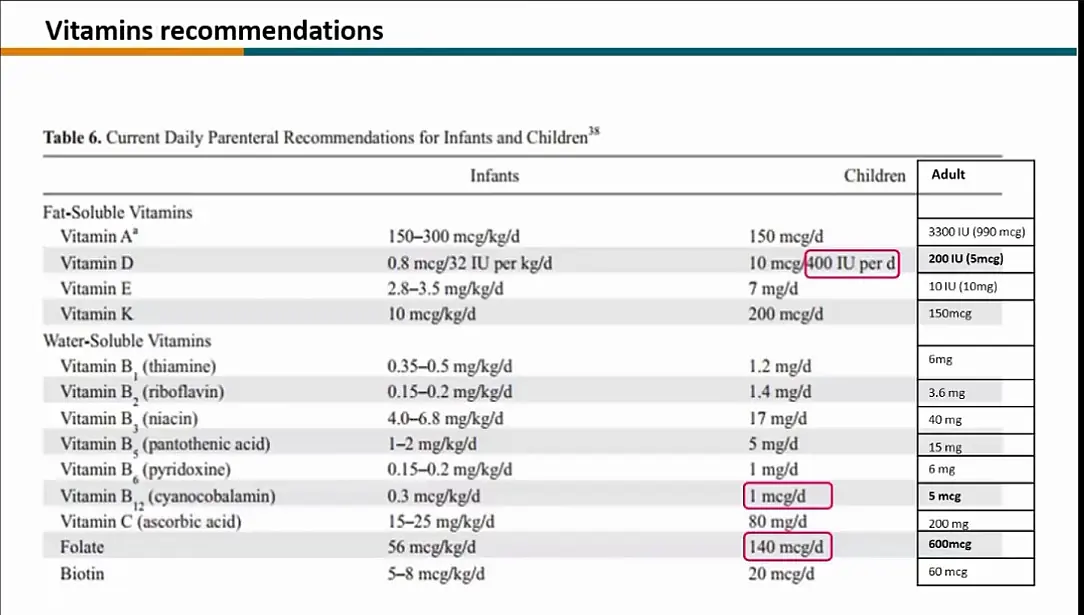 Vitamins recommendations
Table 6. Current Daily Parenteral Recommendations for Infants and Children38
Infants Children Adult
Fat-Soluble Vitamins
Vitamin Aa 150–300 mcg/kg/d 150 mcg/d 3300 IU (990 mcg)
Vitamin D 0.8 mcg/32 IU per kg/d 10 mcg/400 IU per d 200 IU (5mcg)
Vitamin E 2.8–3.5 mg/kg/d 7 mg/d 10 IU (10mg)
Vitamin K 10 mcg/kg/d 200 mcg/d 150mcg
Water-Soluble Vitamins
Vitamin B1 (thiamine) 0.35–0.5 mg/kg/d 1.2 mg/d 6mg
Vitamin B2 (riboflavin) 0.15–0.2 mg/kg/d 1.4 mg/d 3.6 mg
Vitamin B3 (niacin) 4.0–6.8 mg/kg/d 17 mg/d 40 mg
Vitamin B5 (pantothenic acid) 1–2 mg/kg/d 5 mg/d 15 mg
Vitamin B6 (pyridoxine) 0.15–0.2 mg/kg/d 1 mg/d 6 mg
Vitamin B12 (cyanocobalamin) 0.3 mcg/kg/d 1 mcg/d 5 mcg
Vitamin C (ascorbic acid) 15–25 mg/kg/d 80 mg/d 200 mg
Folate 56 mcg/kg/d 140 mcg/d 600mcg
Biotin 5–8 mcg/kg/d 20 mcg/d 60 mcg